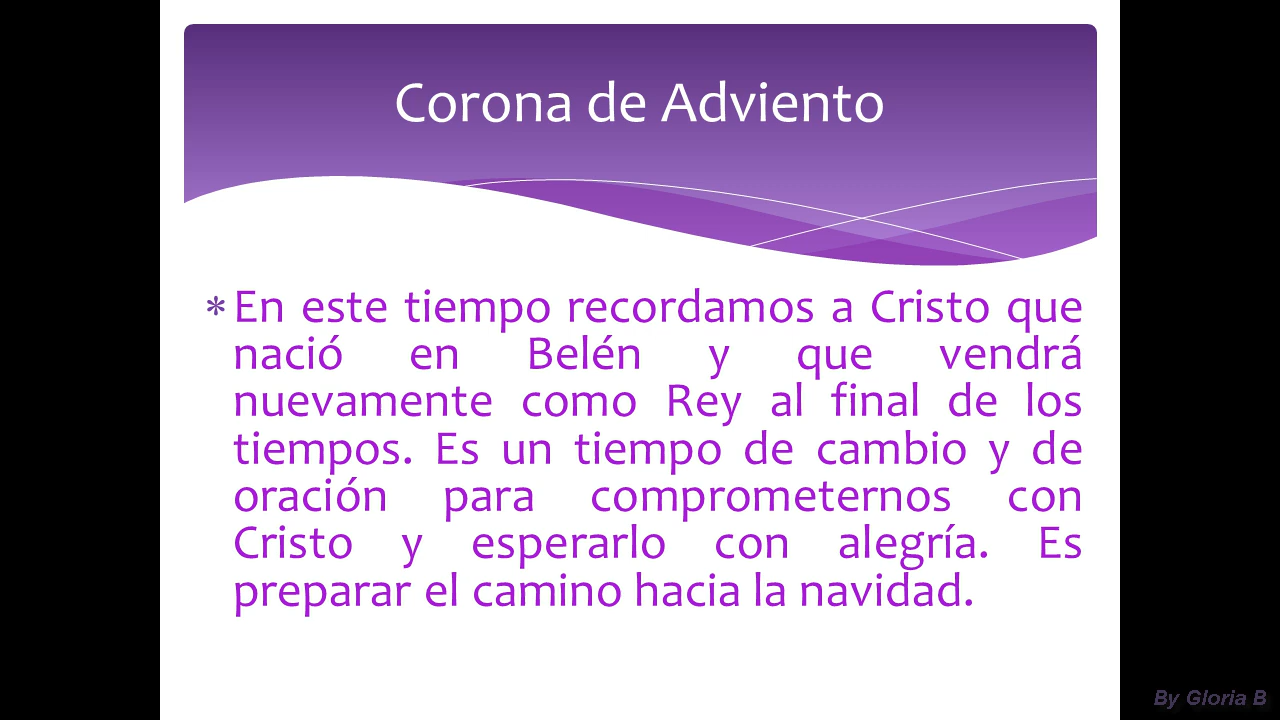 Corona de Adviento
* En este tiempo recordamos a Cristo que
nació en Belén y que vendrá
nuevamente como Rey al final de los
tiempos. Es un tiempo de cambio y de
oración para comprometernos con
Cristo y esperarlo con alegría. Es
preparar el camino hacia la navidad.
By Gloria B